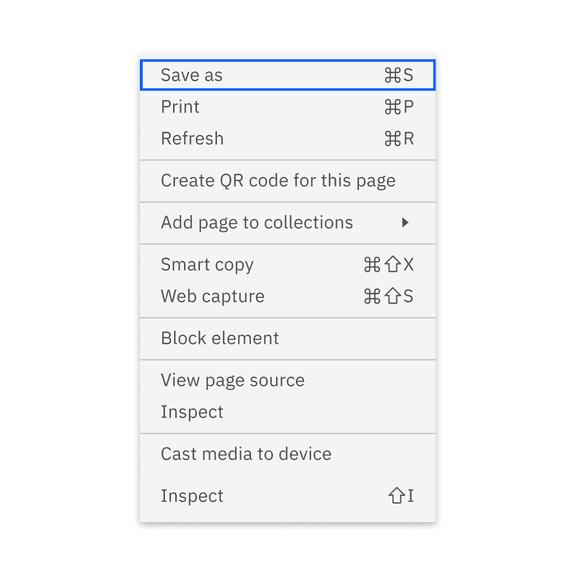 Save as ⌘S
Print ⌘P
Refresh ⌘R
Create QR code for this page
Add page to collections
Smart copy ⌘⇧X
Web capture ⌘⇧S
Block element
View page source
Inspect
Cast media to device
Inspect ⇧I